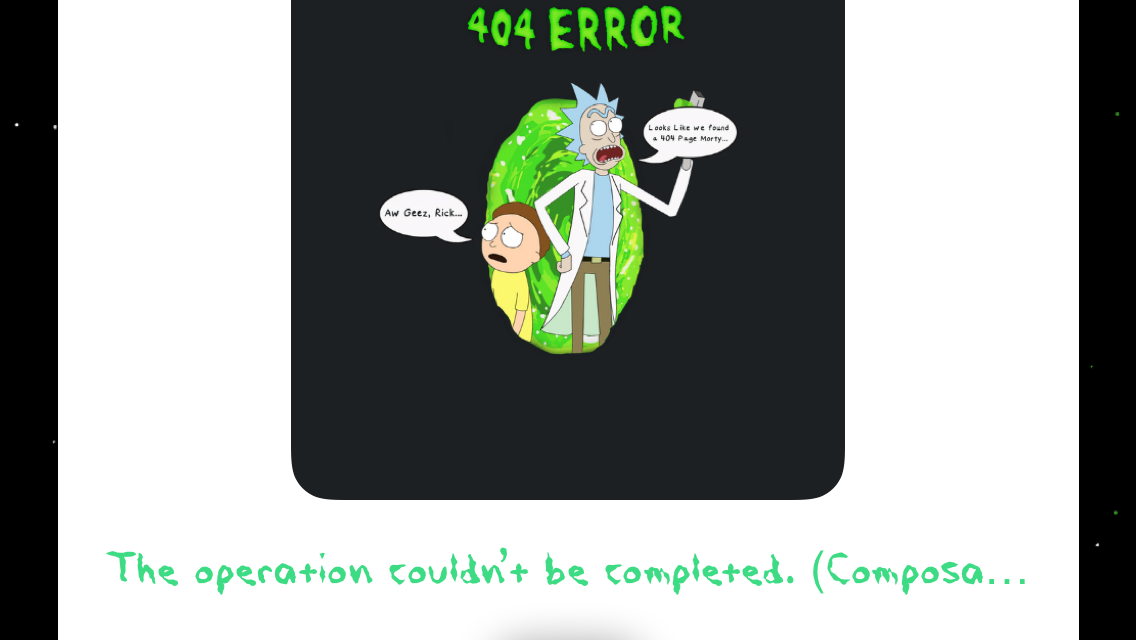 404 ERROR
Looks Like we found
a 404 Page Morty...
Aw Geez, Rick...
The operation couldn't be completed. (Composa...